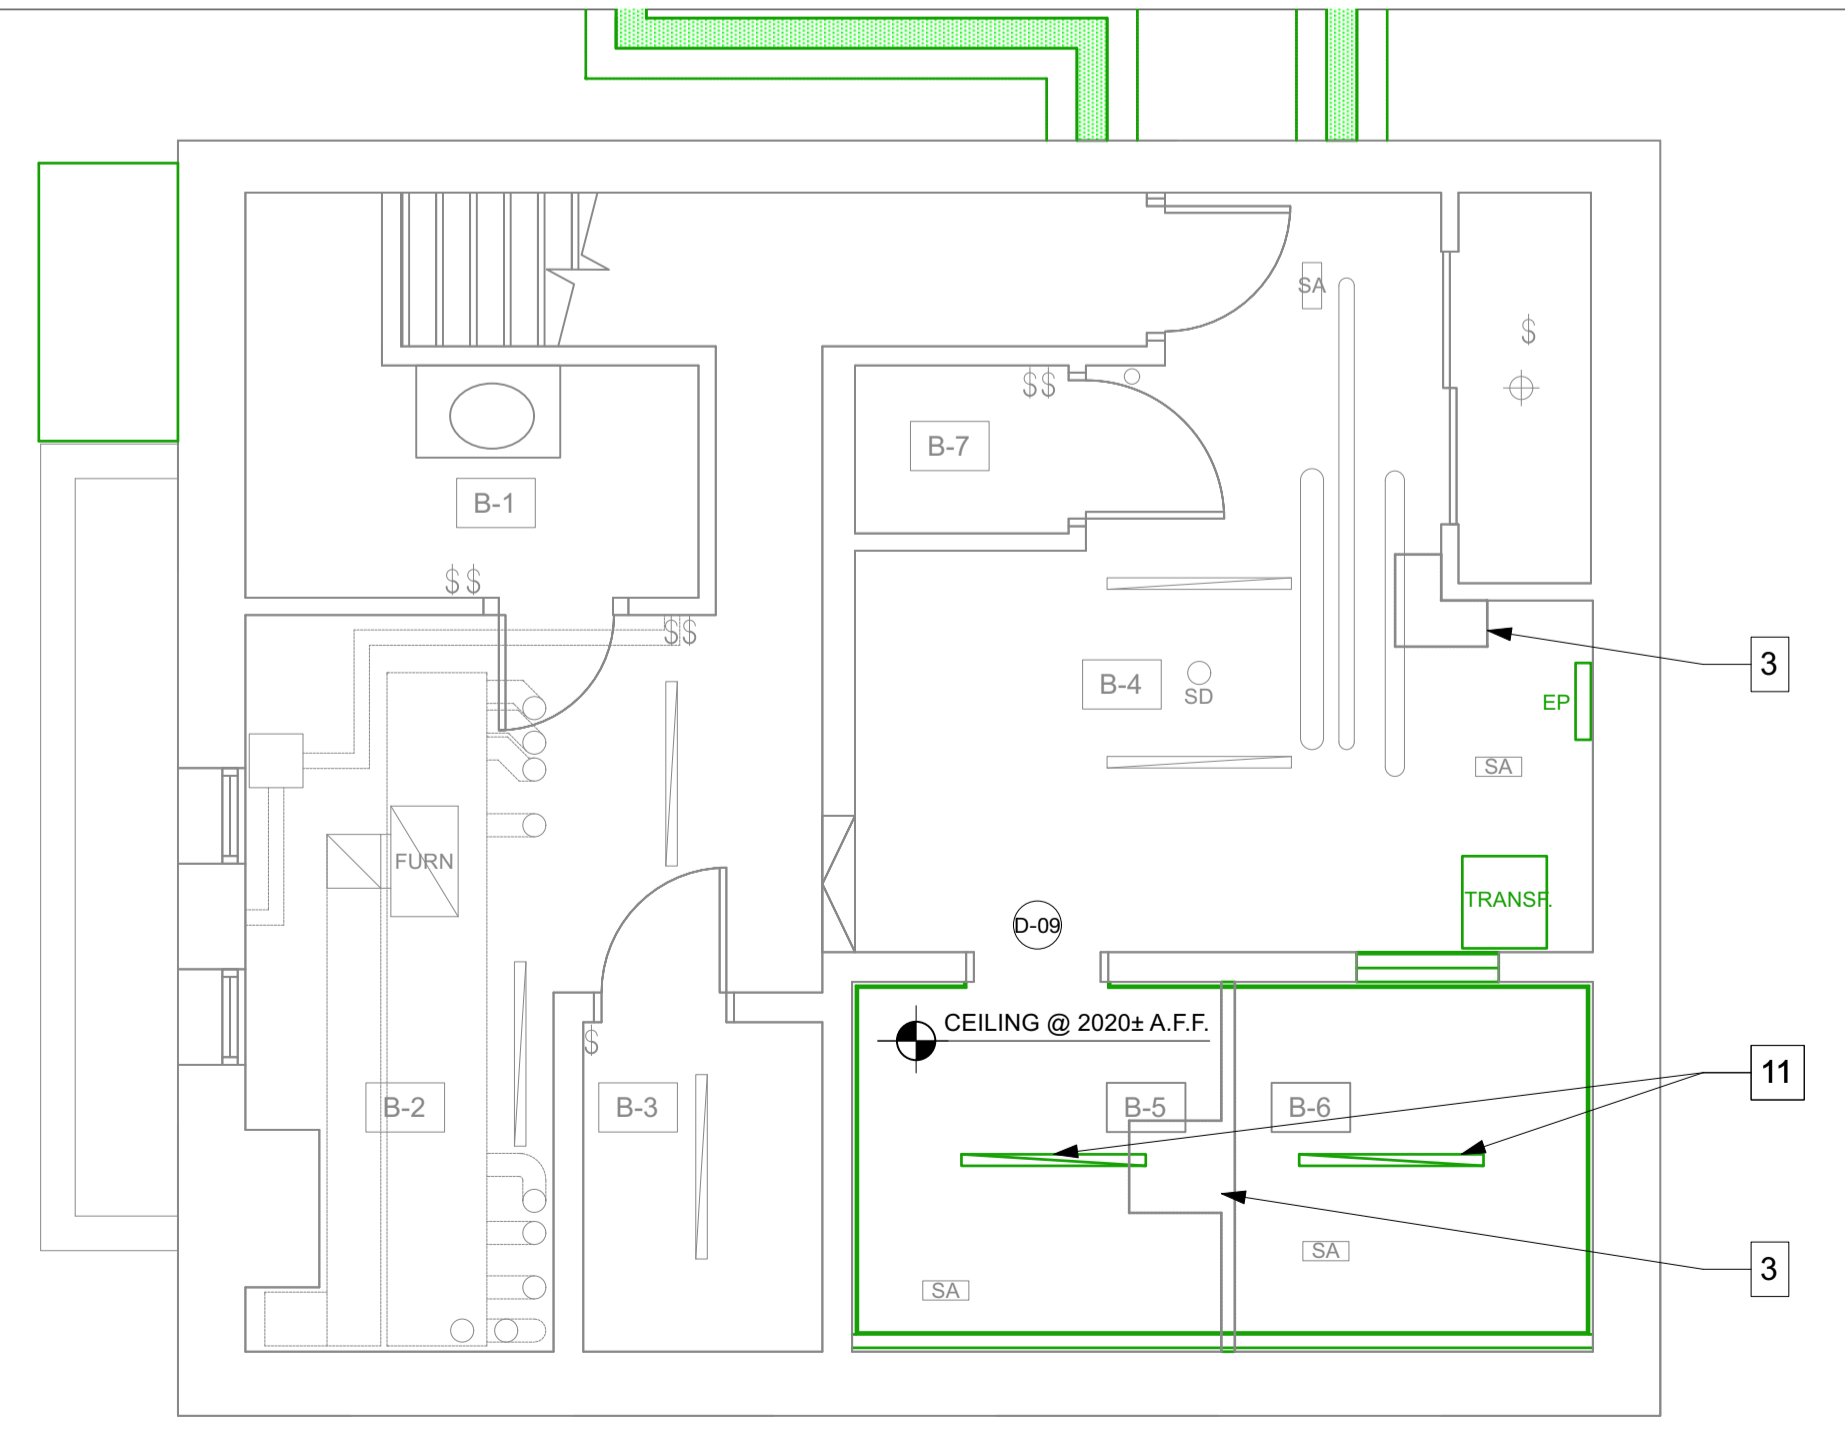 SA
$
$$
B-7
B-1
$$
$$
3
B-4
SD
EP
SA
FURN
TRANSF.
D-09
CEILING @ 2020± A.F.F.
$
11
B-2
B-3
B-5
B-6
SA
3
SA